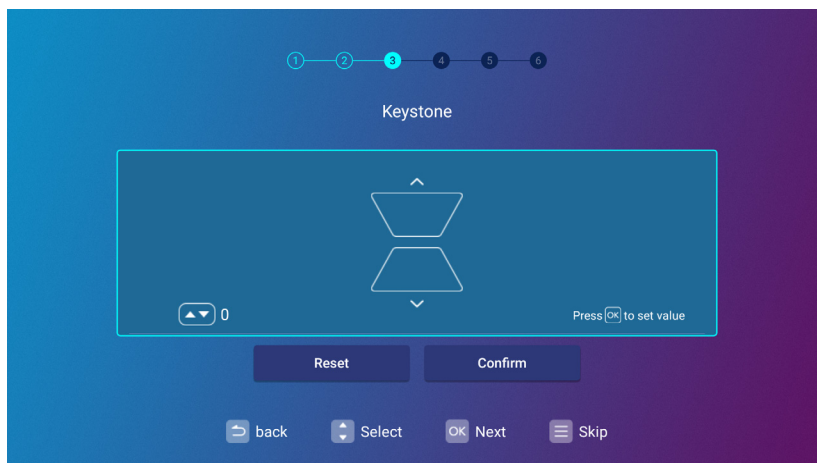 1 2 3 4 5 6
Keystone
0
Press OK to set value
Reset Confirm
back Select OK Next Skip